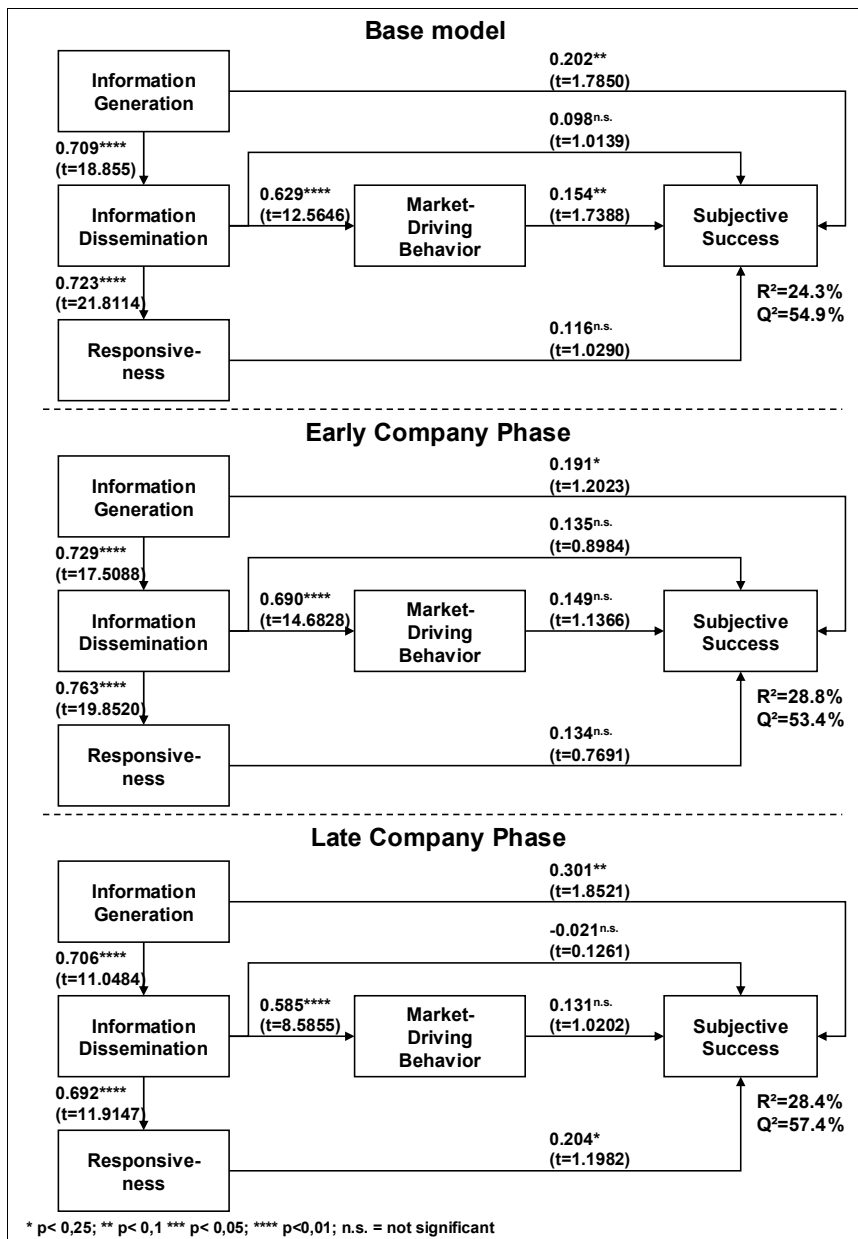 Base model
Information
Generation
0.202**
(t=1.7850)
0.098n.s.
(t=1.0139)
0.709****
(t=18.855)
Information
Dissemination
0.629****
(t=12.5646)
Market-
Driving
Behavior
0.154**
(t=1.7388)
Subjective
Success
0.723****
(t=21.8114)
R²=24.3%
Q²=54.9%
Responsive-
ness
0.116n.s.
(t=1.0290)
Early Company Phase
Information
Generation
0.191*
(t=1.2023)
0.135n.s.
(t=0.8984)
0.729****
(t=17.5088)
Information
Dissemination
0.690****
(t=14.6828)
Market-
Driving
Behavior
0.149n.s.
(t=1.1366)
Subjective
Success
0.763****
(t=19.8520)
R²=28.8%
Q²=53.4%
Responsive-
ness
0.134n.s.
(t=0.7691)
Late Company Phase
Information
Generation
0.301**
(t=1.8521)
-0.021n.s.
(t=0.1261)
0.706****
(t=11.0484)
Information
Dissemination
0.585****
(t=8.5855)
Market-
Driving
Behavior
0.131n.s.
(t=1.0202)
Subjective
Success
0.692****
(t=11.9147)
R²=28.4%
Q²=57.4%
Responsive-
ness
0.204*
(t=1.1982)
* p< 0,25; ** p< 0,1 *** p< 0,05; **** p<0,01; n.s. = not significant